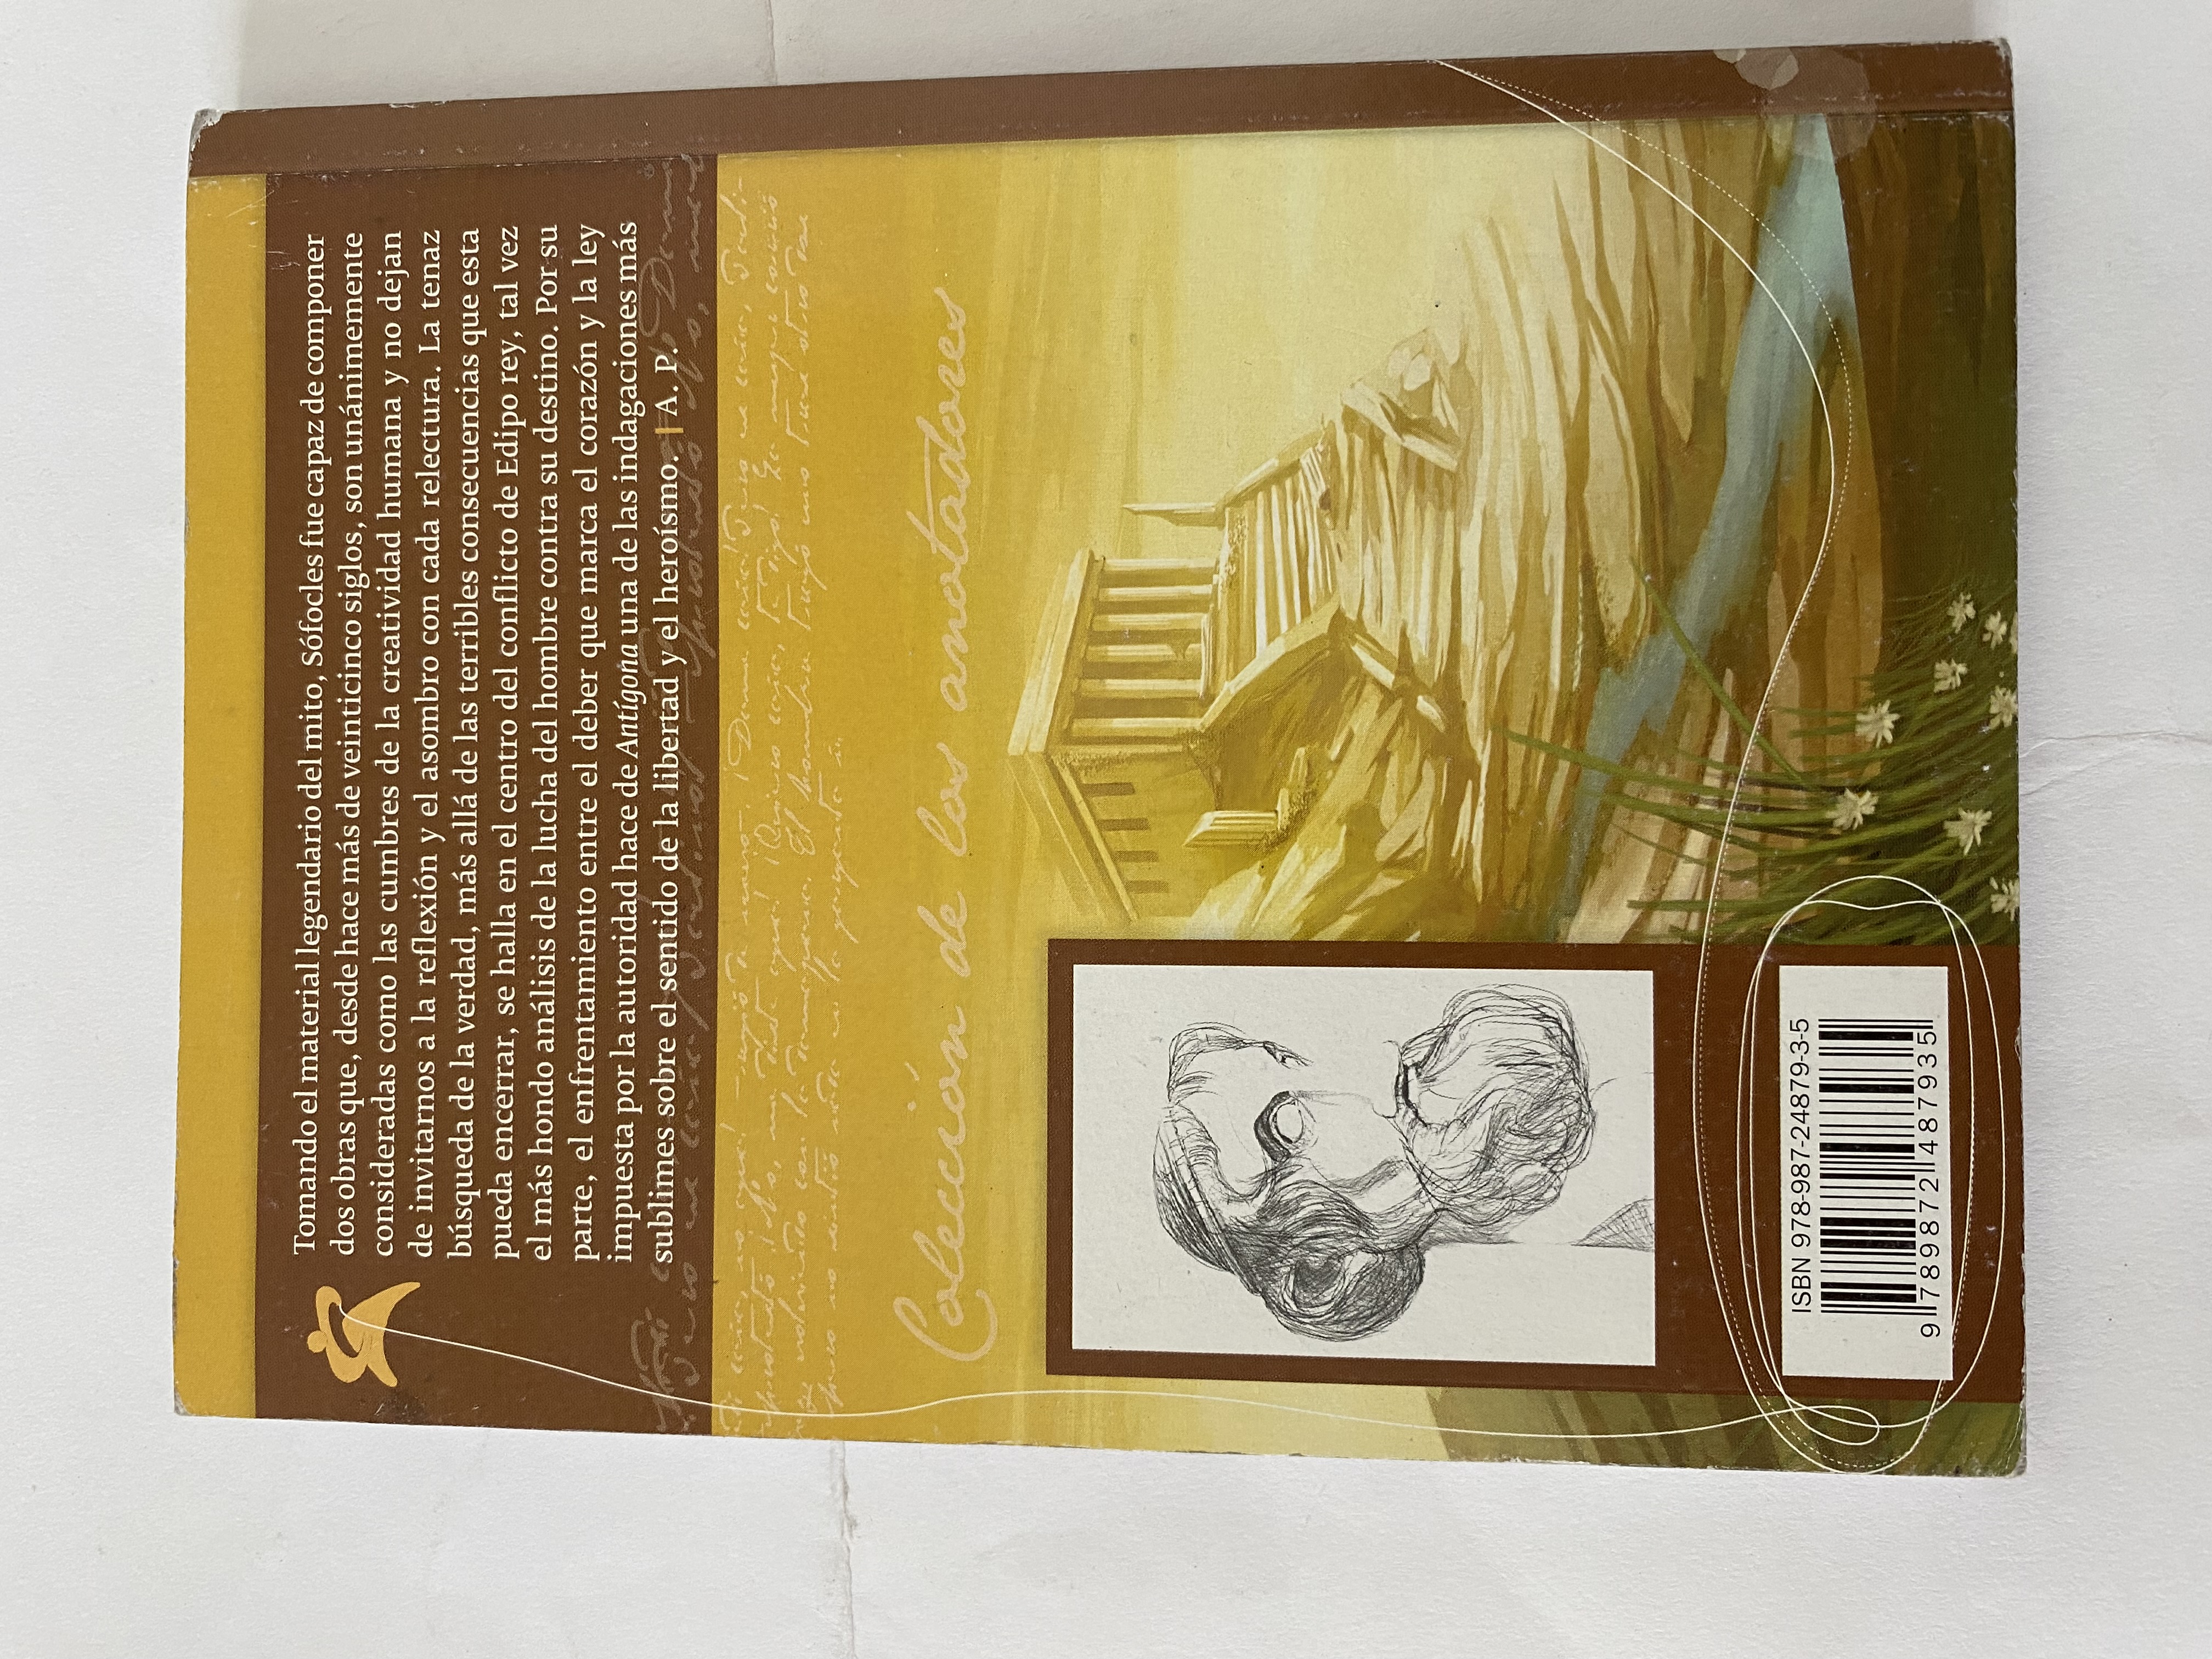 Tomando el material legendario del mito, Sófocles fue capaz de componer
dos obras que, desde hace más de veinticinco siglos, son unánimemente
consideradas como las cumbres de la creatividad humana y no dejan
de invitarnos a la reflexión y el asombro con cada relectura. La tenaz
búsqueda de la verdad, más allá de las terribles consecuencias que esta
pueda encerrar, se halla en el centro del conflicto de Edipo rey, tal vez
el más hondo análisis de la lucha del hombre contra su destino. Por su
parte, el enfrentamiento entre el deber que marca el corazón y la ley
impuesta por la autoridad hace de Antígona una de las indagaciones más
sublimes sobre el sentido de la libertad y el heroísmo. | A. P.
Colección de los anotadores
ISBN 978-987-24879-3-5
9 789872 487935